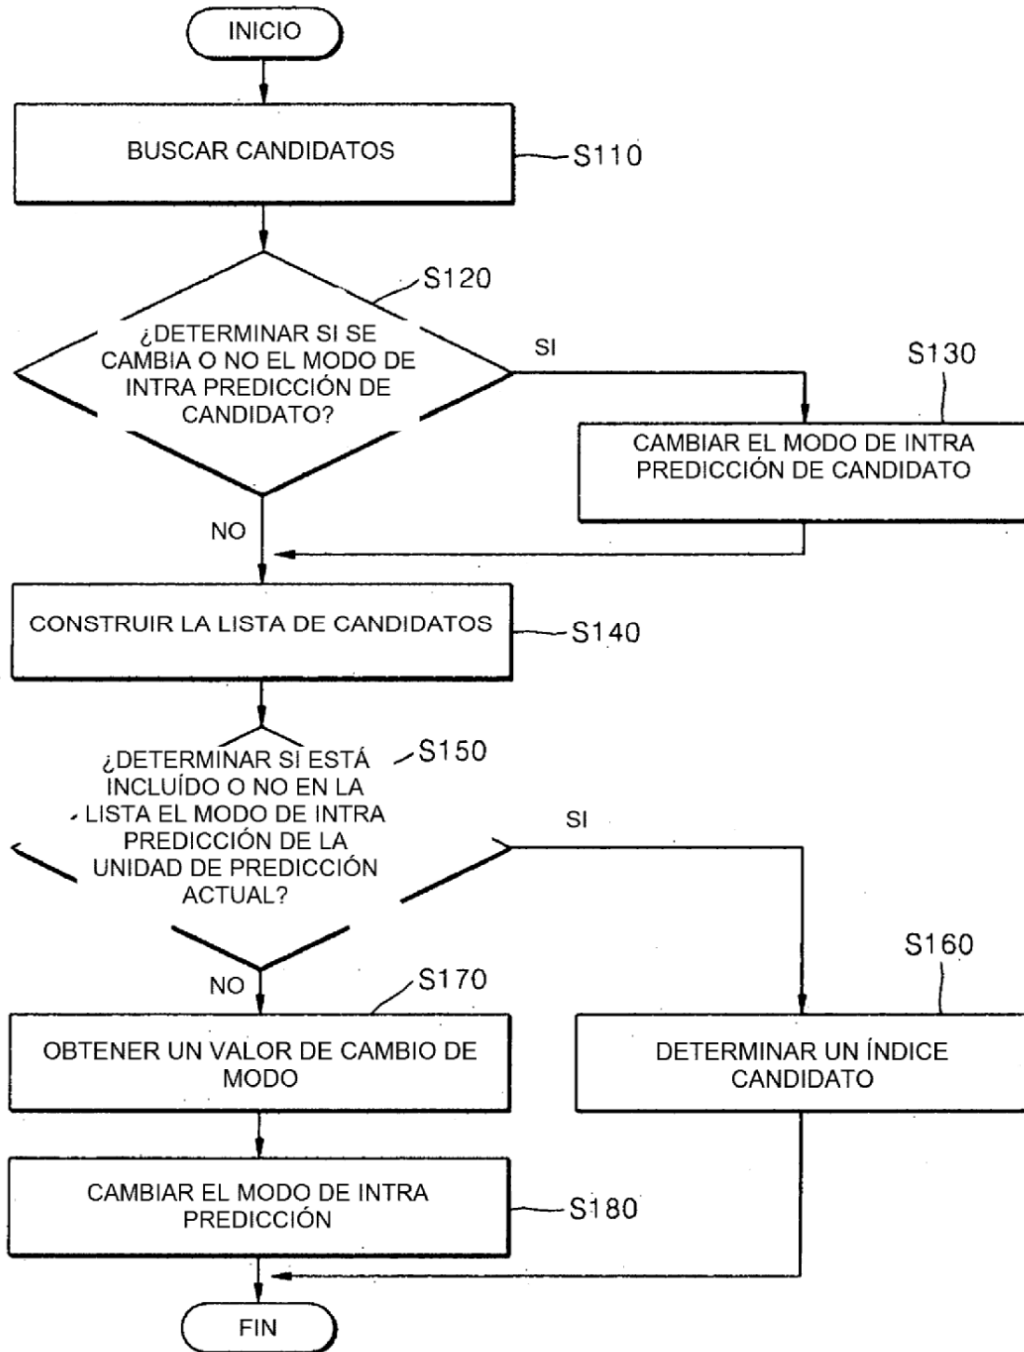 INICIO
BUSCAR CANDIDATOS
S110
S120
¿DETERMINAR SI SE
CAMBIA O NO EL MODO DE
INTRA PREDICCIÓN DE
CANDIDATO?
SI
S130
CAMBIAR EL MODO DE INTRA
PREDICCIÓN DE CANDIDATO
NO
CONSTRUIR LA LISTA DE CANDIDATOS
S140
S150
¿DETERMINAR SI ESTÁ
INCLUÍDO O NO EN LA
LISTA EL MODO DE INTRA
PREDICCIÓN DE LA
UNIDAD DE PREDICCIÓN
ACTUAL?
SI
S160
DETERMINAR UN ÍNDICE
CANDIDATO
NO
S170
OBTENER UN VALOR DE CAMBIO DE
MODO
CAMBIAR EL MODO DE INTRA
PREDICCIÓN
S180
FIN